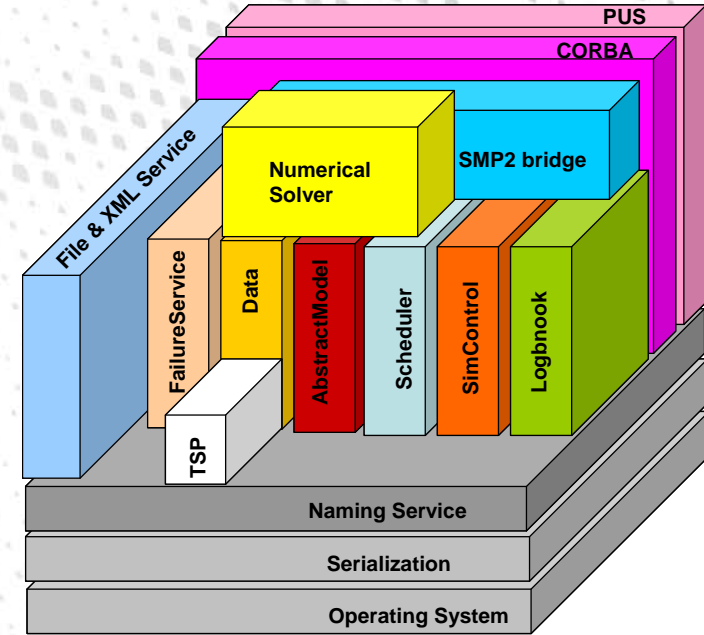 PUS
CORBA
File & XML Service
Numerical
Solver
SMP2 bridge
FailureService
Data
AbstractModel
Scheduler
SimControl
Logbnook
TSP
Naming Service
Serialization
Operating System